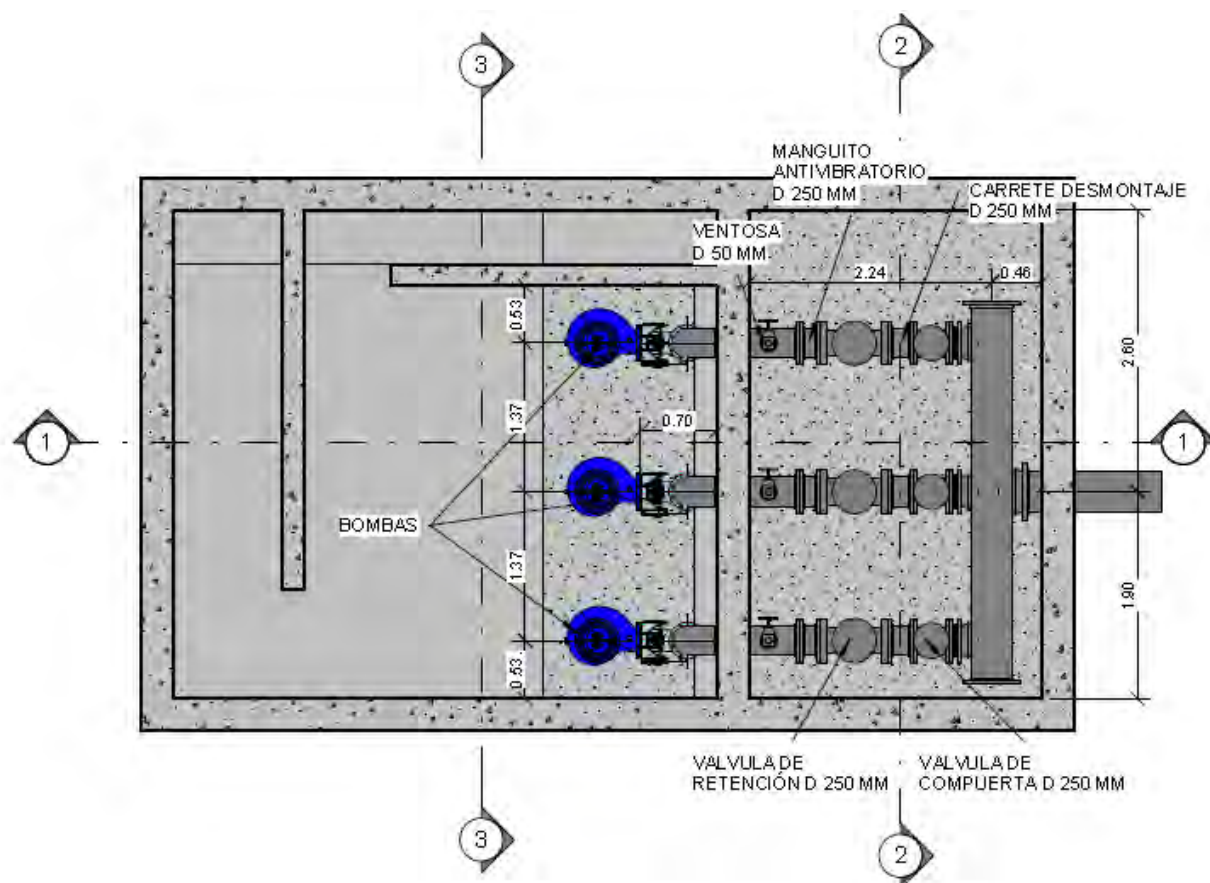 2
3
MANGUITO
ANTIVIBRATORIO
D 250 MM
CARRETE DESMONTAJE
D 250 MM
VENTOSA
D 50 MM
2.24
0.46
0.53
2.60
1.37
0.70
1
1
BOMBAS
1.37
1.90
0.53
VALVULA DE
RETENCIÓN D 250 MM
VALVULA DE
COMPUERTA D 250 MM
3
2